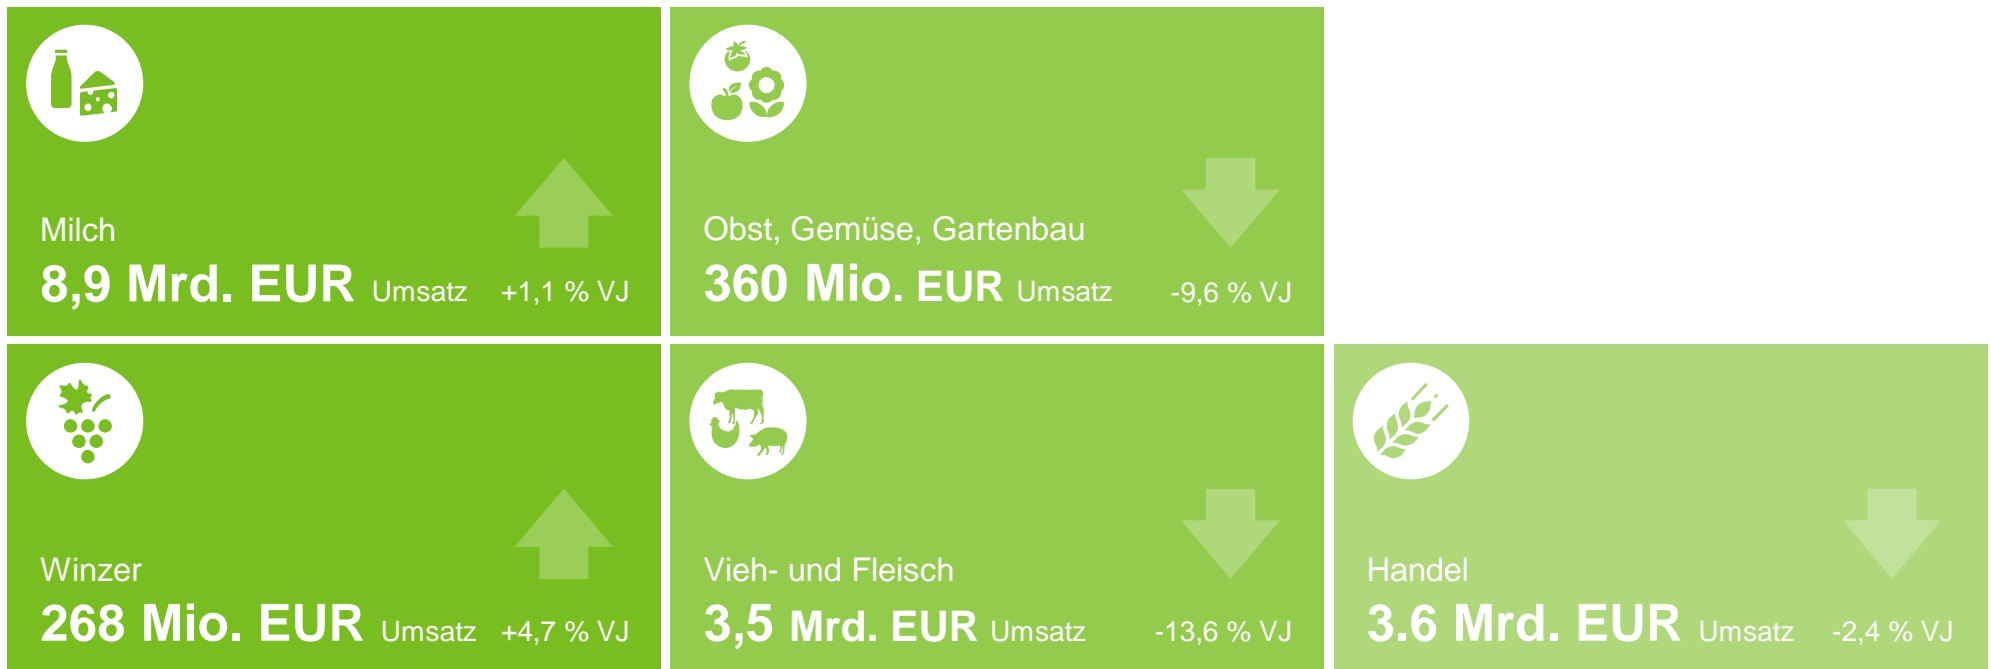 Milch
8,9 Mrd. EUR Umsatz +1,1 % VJ
Obst, Gemüse, Gartenbau
360 Mio. EUR Umsatz -9,6 % VJ
Winzer
268 Mio. EUR Umsatz +4,7 % VJ
Vieh- und Fleisch
3,5 Mrd. EUR Umsatz -13,6 % VJ
Handel
3.6 Mrd. EUR Umsatz -2,4 % VJ